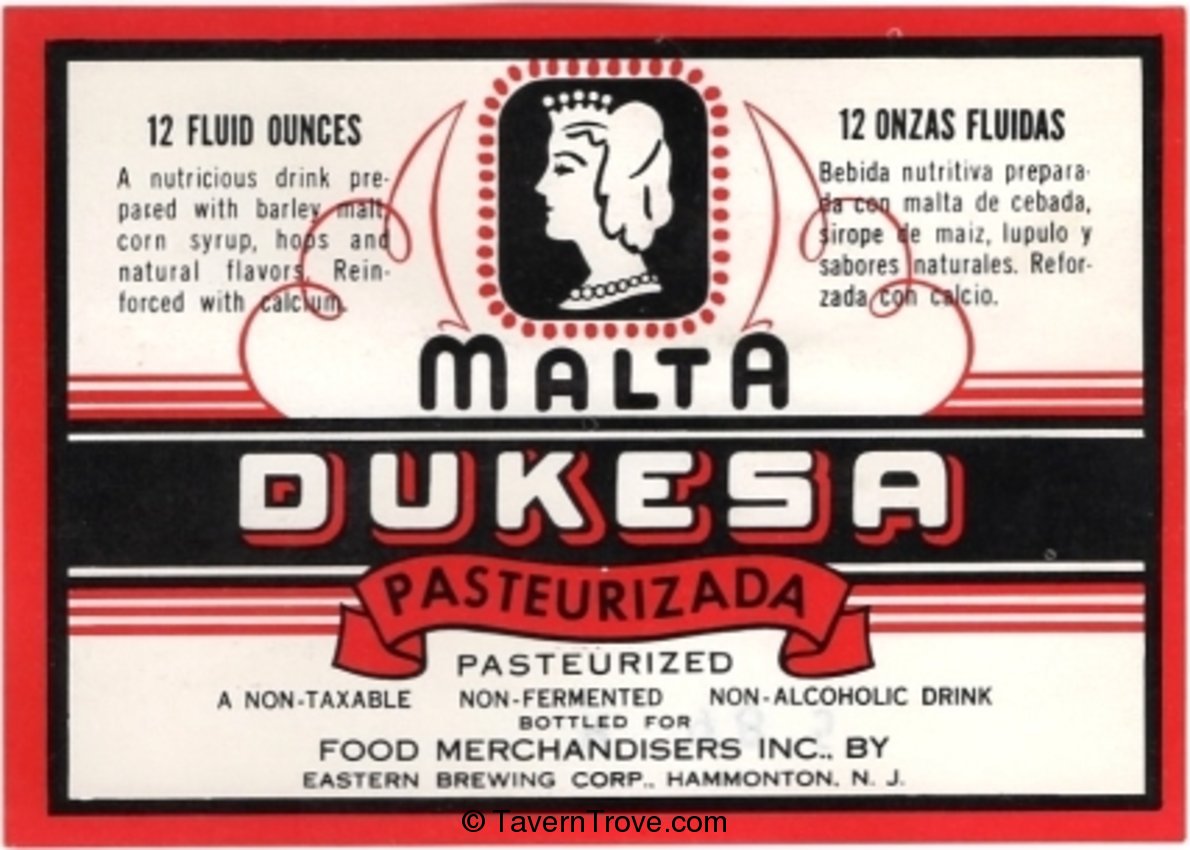 12 FLUID OUNCES
A nutricious drink pre-
pared with barley malt,
corn syrup, hops and
natural flavors. Rein-
forced with calcium.
12 ONZAS FLUIDAS
Bebida nutritiva prepara-
da con malta de cebada,
sirope de maiz, lupulo y
sabores naturales. Refor-
zada con calcio.
MALTA
DUKESA
PASTEURIZADA
PASTEURIZED
A NON-TAXABLE NON-FERMENTED NON-ALCOHOLIC DRINK
BOTTLED FOR
FOOD MERCHANDISERS INC., BY
EASTERN BREWING CORP., HAMMONTON, N. J.
© TavernTrove.com